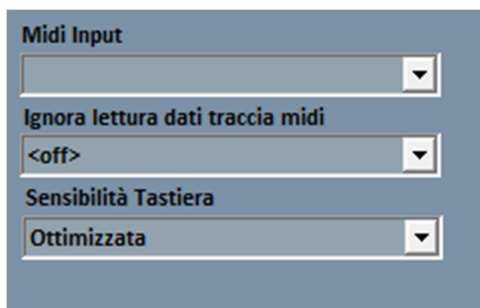 Midi Input
Ignora lettura dati traccia midi
<off>
Sensibilità Tastiera
Ottimizzata